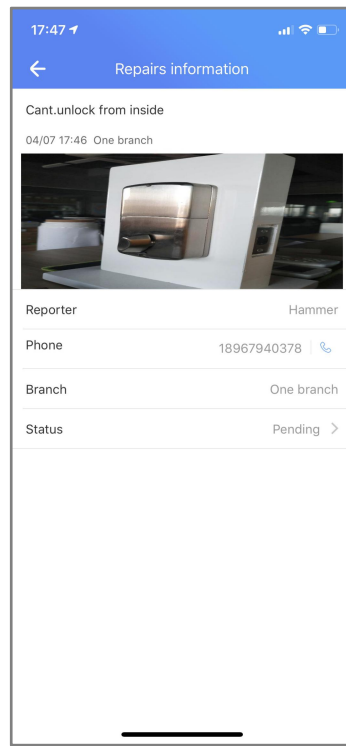 17:47
Repairs information
Cant.unlock from inside
04/07 17:46 One branch
Reporter Hammer
Phone 18967940378
Branch One branch
Status Pending